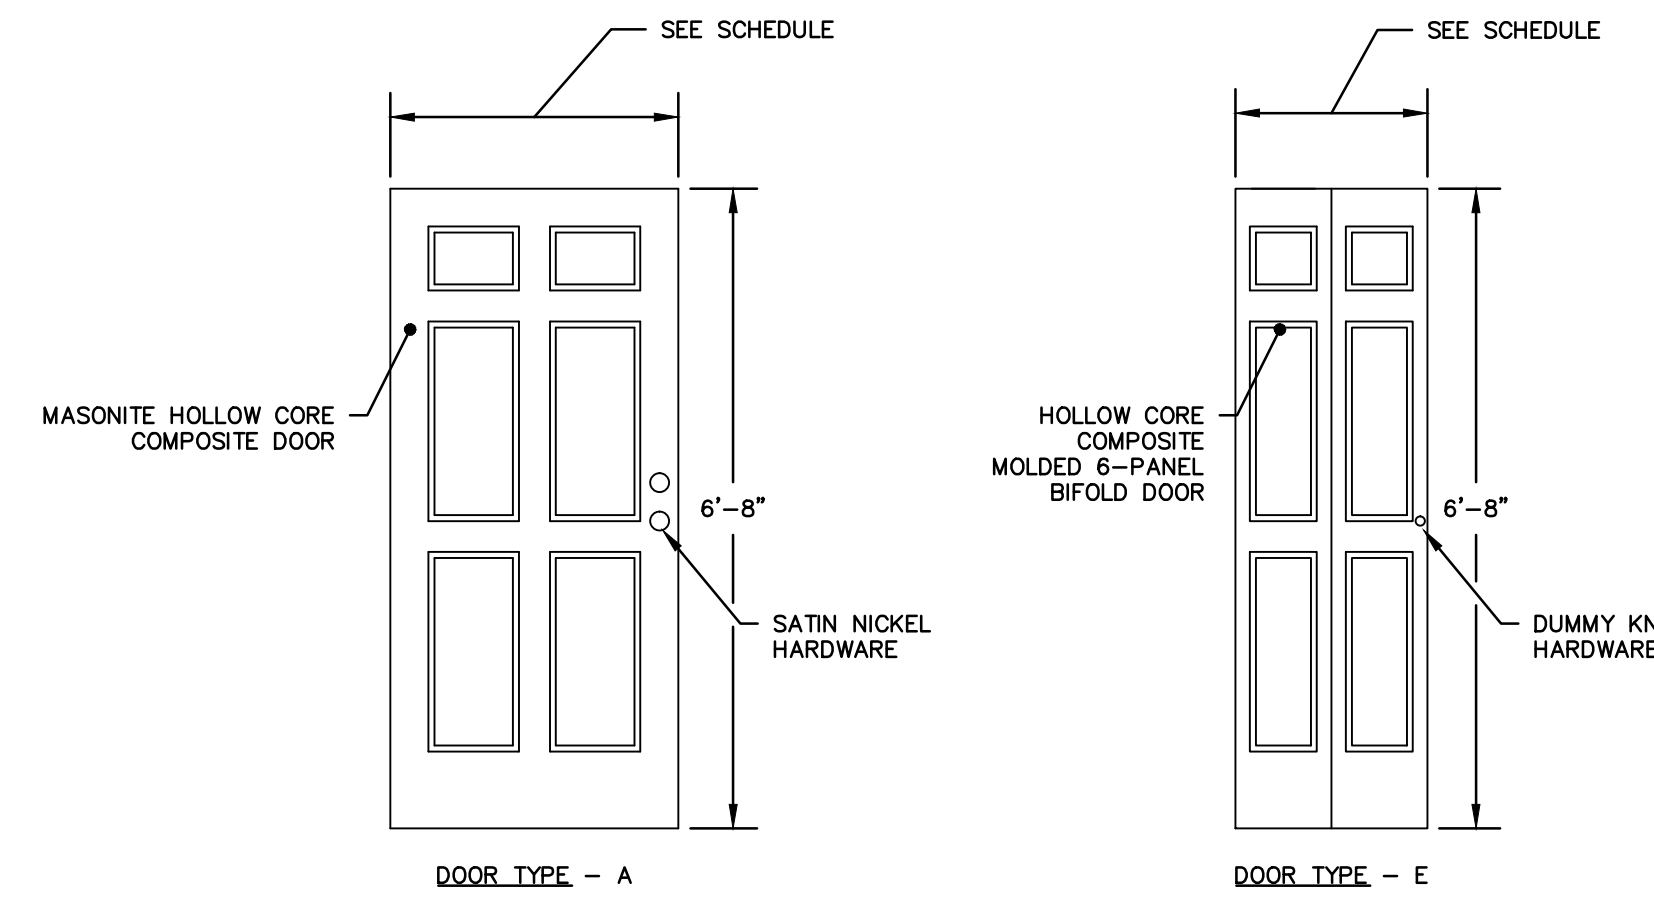 SEE SCHEDULE
MASONITE HOLLOW CORE
COMPOSITE DOOR
6'-8"
SATIN NICKEL
HARDWARE
DOOR TYPE - A
SEE SCHEDULE
HOLLOW CORE
COMPOSITE
MOLDED 6-PANEL
BIFOLD DOOR
6'-8"
DUMMY
HARDWARE
DOOR TYPE - E